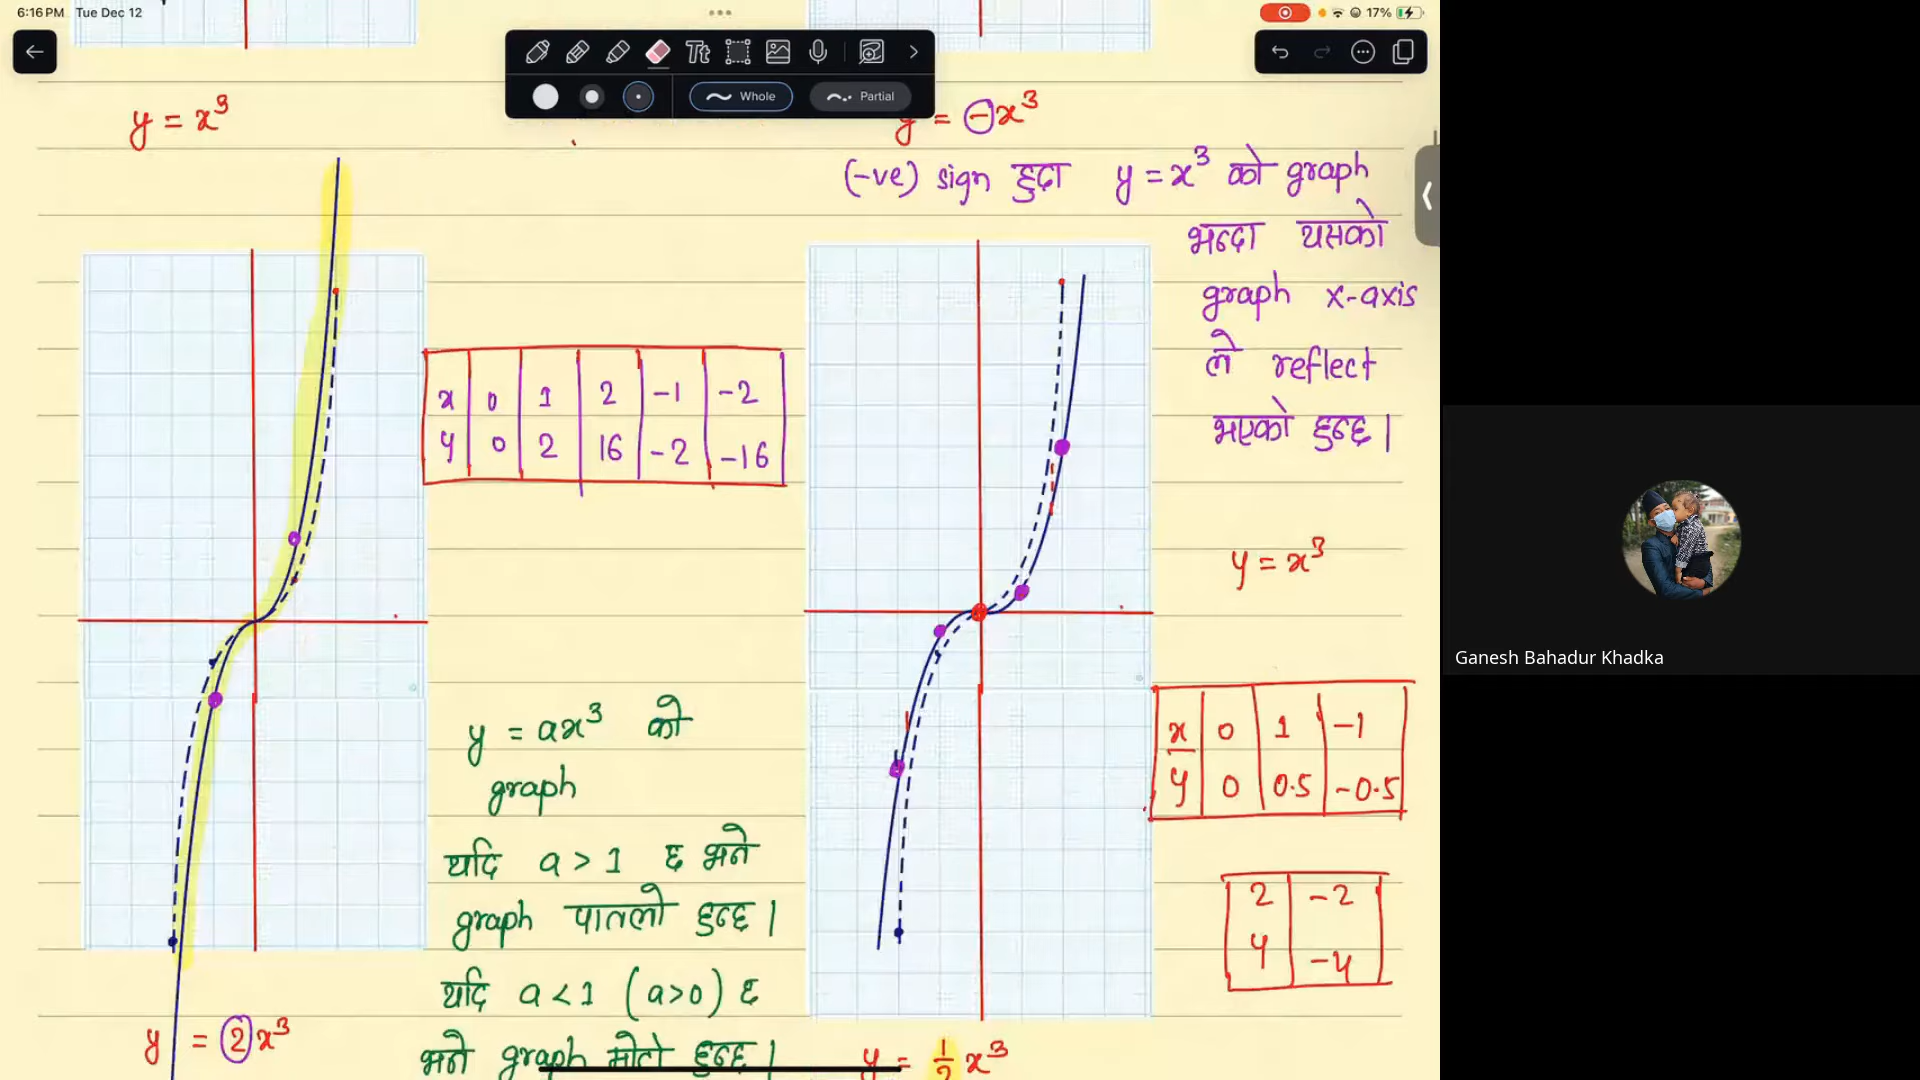 6:16 PM Tue Dec 12
17%
Tt
Whole
Partial
y = x³
y = -x³
(-ve) sign हुदा y = x³ को graph
भन्दा यसको
graph x-axis
ले reflect
भएको हुन्छ |
x 0 1 2 -1 -2
y 0 2 16 -2 -16
y = x³
y = ax³ को
graph
यदि a > 1 छ भने
graph पातलो हुन्छ |
यदि a < 1 (a>0) छ
भने graph मोटो हुन्छ |
x 0 1 -1
y 0 0.5 -0.5
2 -2
4 -4
y = 2x³
y = 1/2 x³
Ganesh Bahadur Khadka